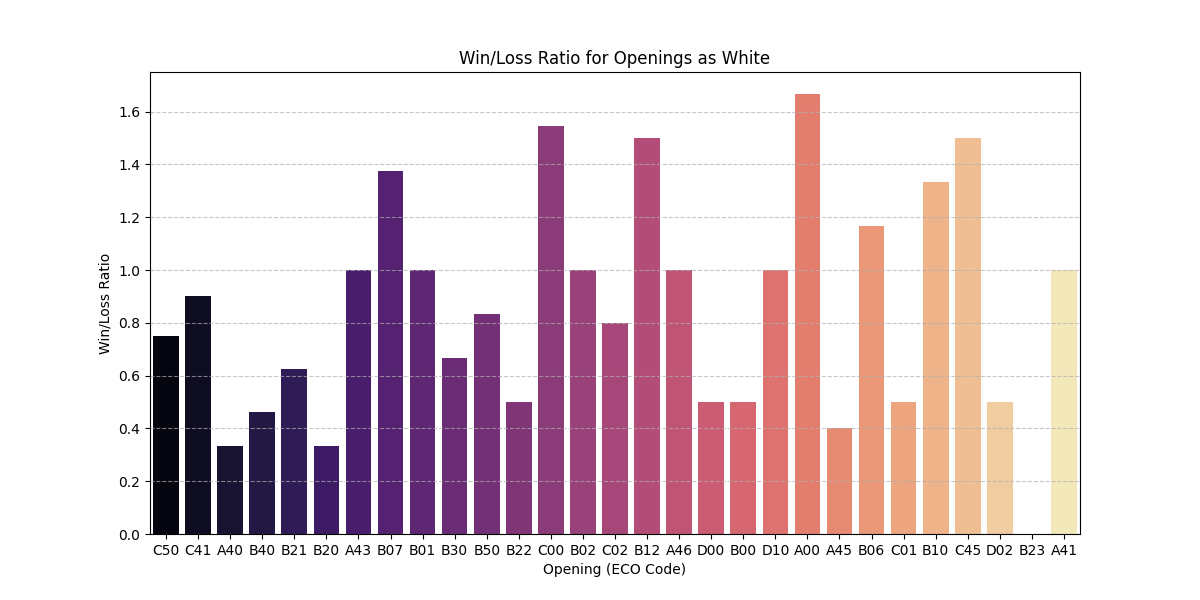 Win/Loss Ratio for Openings as White
Win/Loss Ratio
1.6
1.4
1.2
1.0
0.8
0.6
0.4
0.2
0.0
C50 C41 A40 B40 B21 B20 A43 B07 B01 B30 B50 B22 C00 B02 C02 B12 A46 D00 B00 D10 A00 A45 B06 C01 B10 C45 D02 B23 A41
Opening (ECO Code)